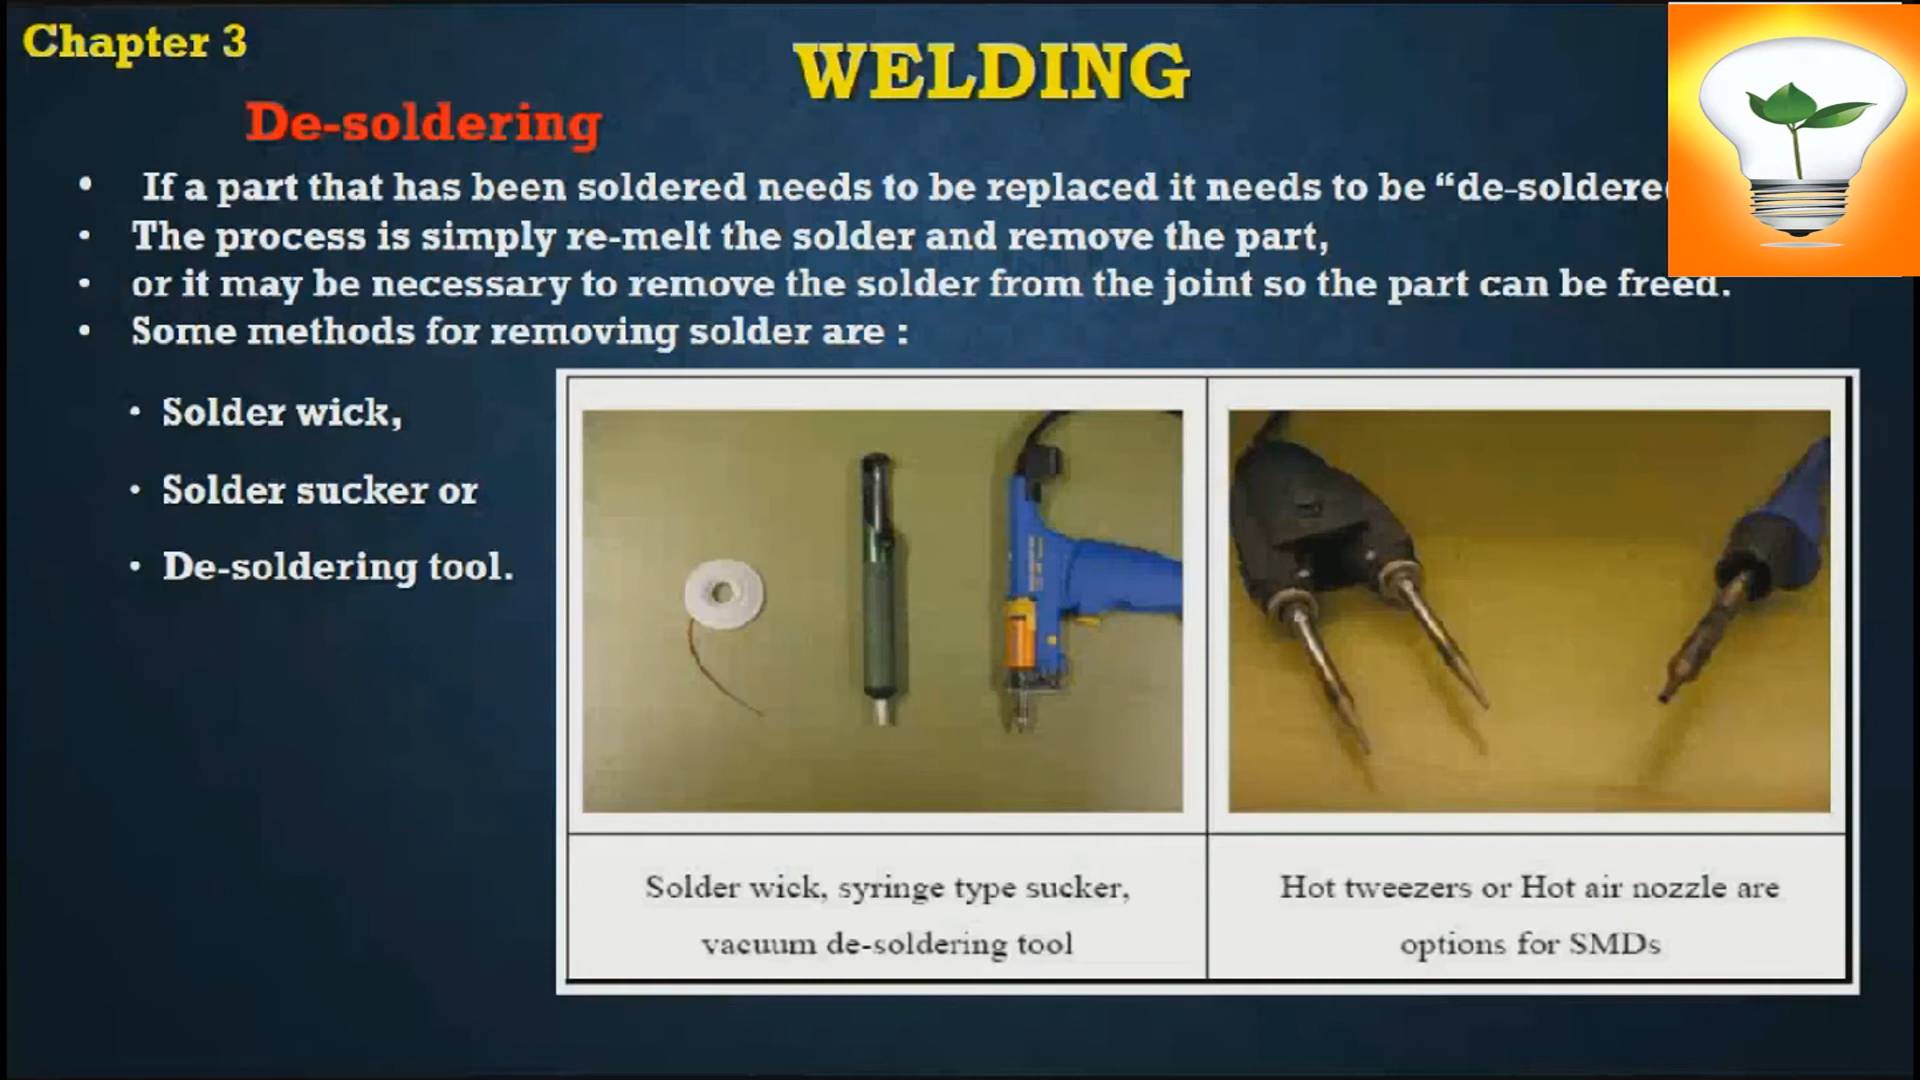 Chapter 3
WELDING
De-soldering
• If a part that has been soldered needs to be replaced it needs to be “de-soldered
• The process is simply re-melt the solder and remove the part,
• or it may be necessary to remove the solder from the joint so the part can be freed.
• Some methods for removing solder are :
• Solder wick,
• Solder sucker or
• De-soldering tool.
Solder wick, syringe type sucker,
vacuum de-soldering tool
Hot tweezers or Hot air nozzle are
options for SMDs